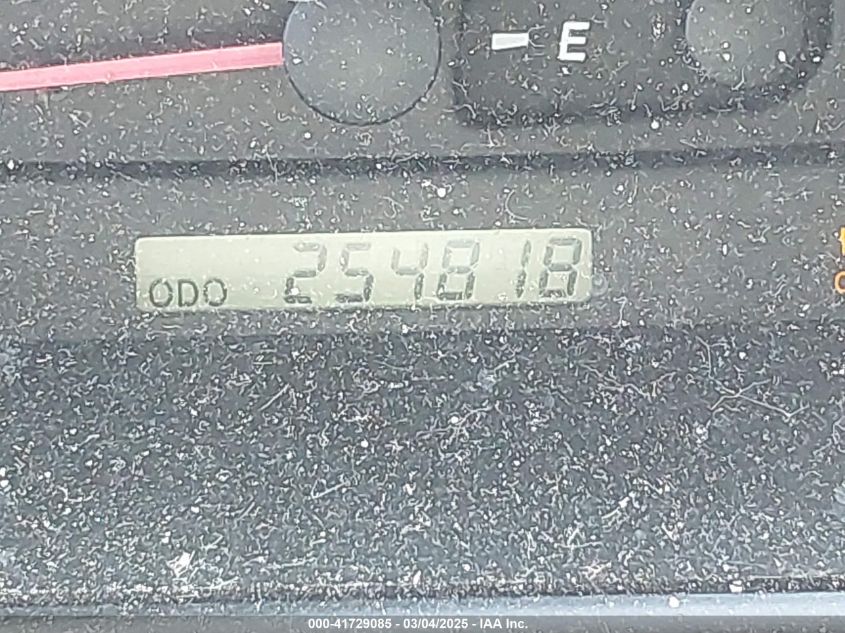 E
ODO 254818
000-41729085 - 03/04/2025 - IAA Inc.